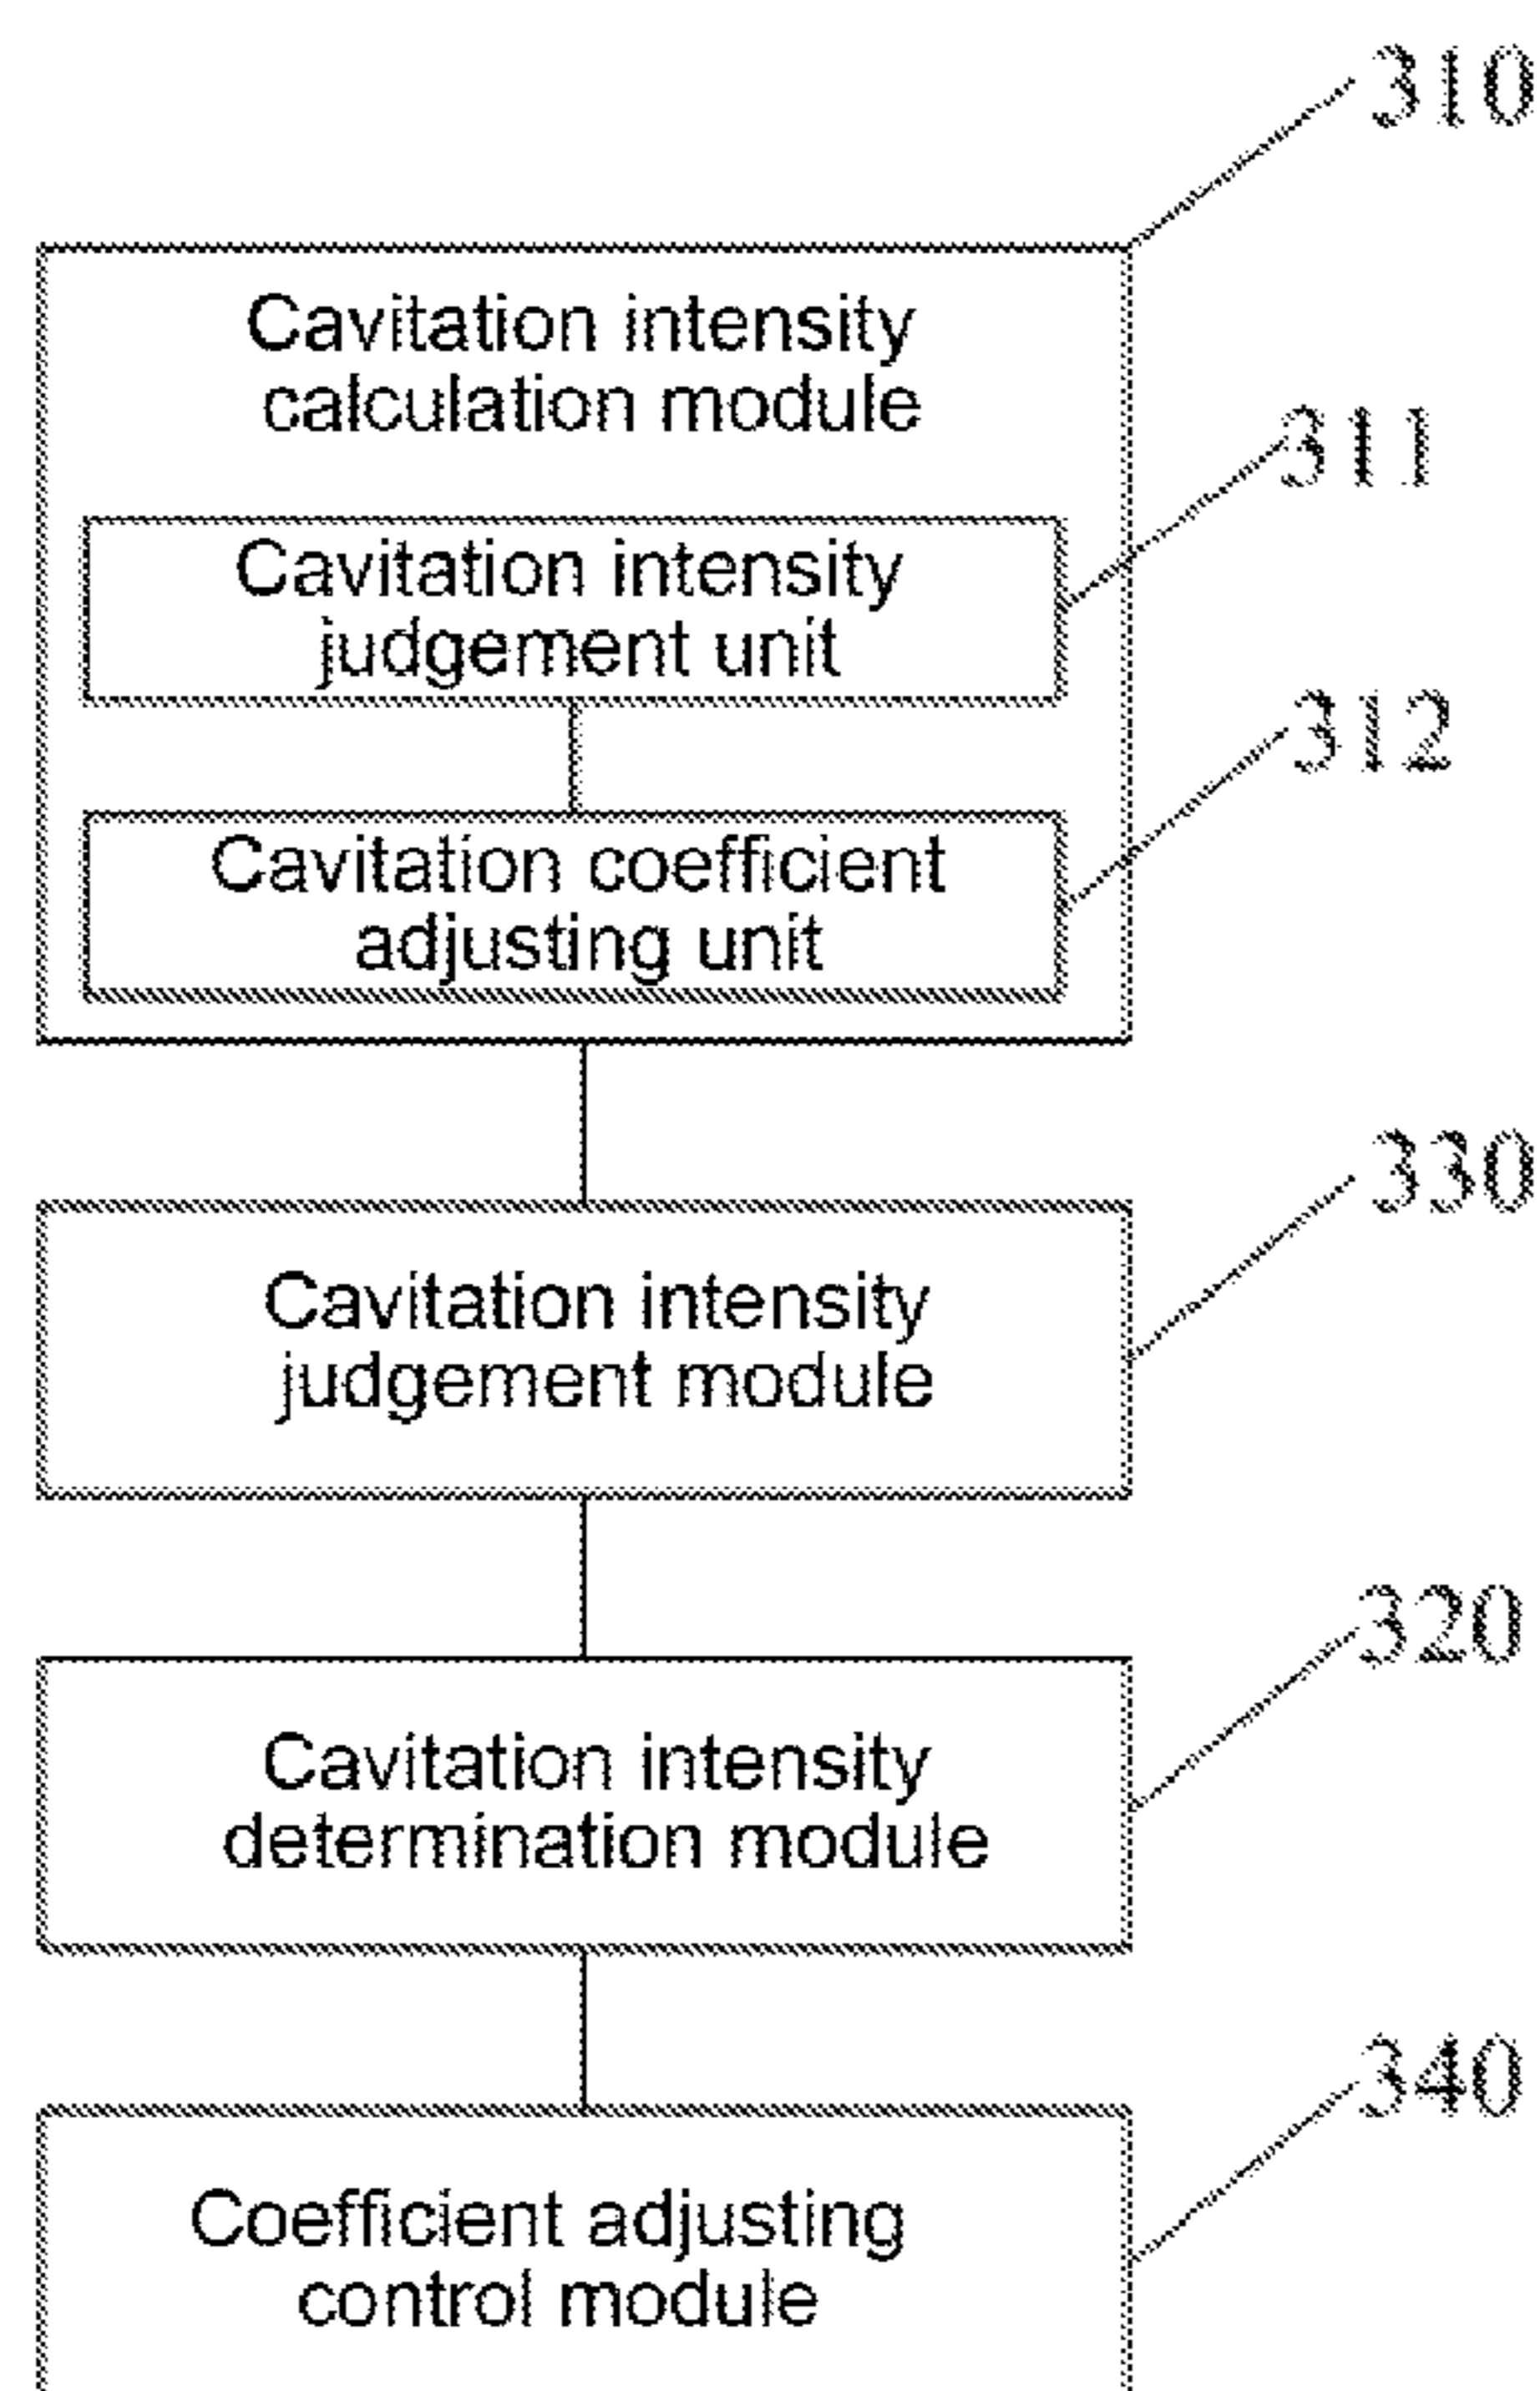 310
Cavitation intensity
calculation module
311
Cavitation intensity
judgement unit
312
Cavitation coefficient
adjusting unit
330
Cavitation intensity
judgement module
320
Cavitation intensity
determination module
340
Coefficient adjusting
control module